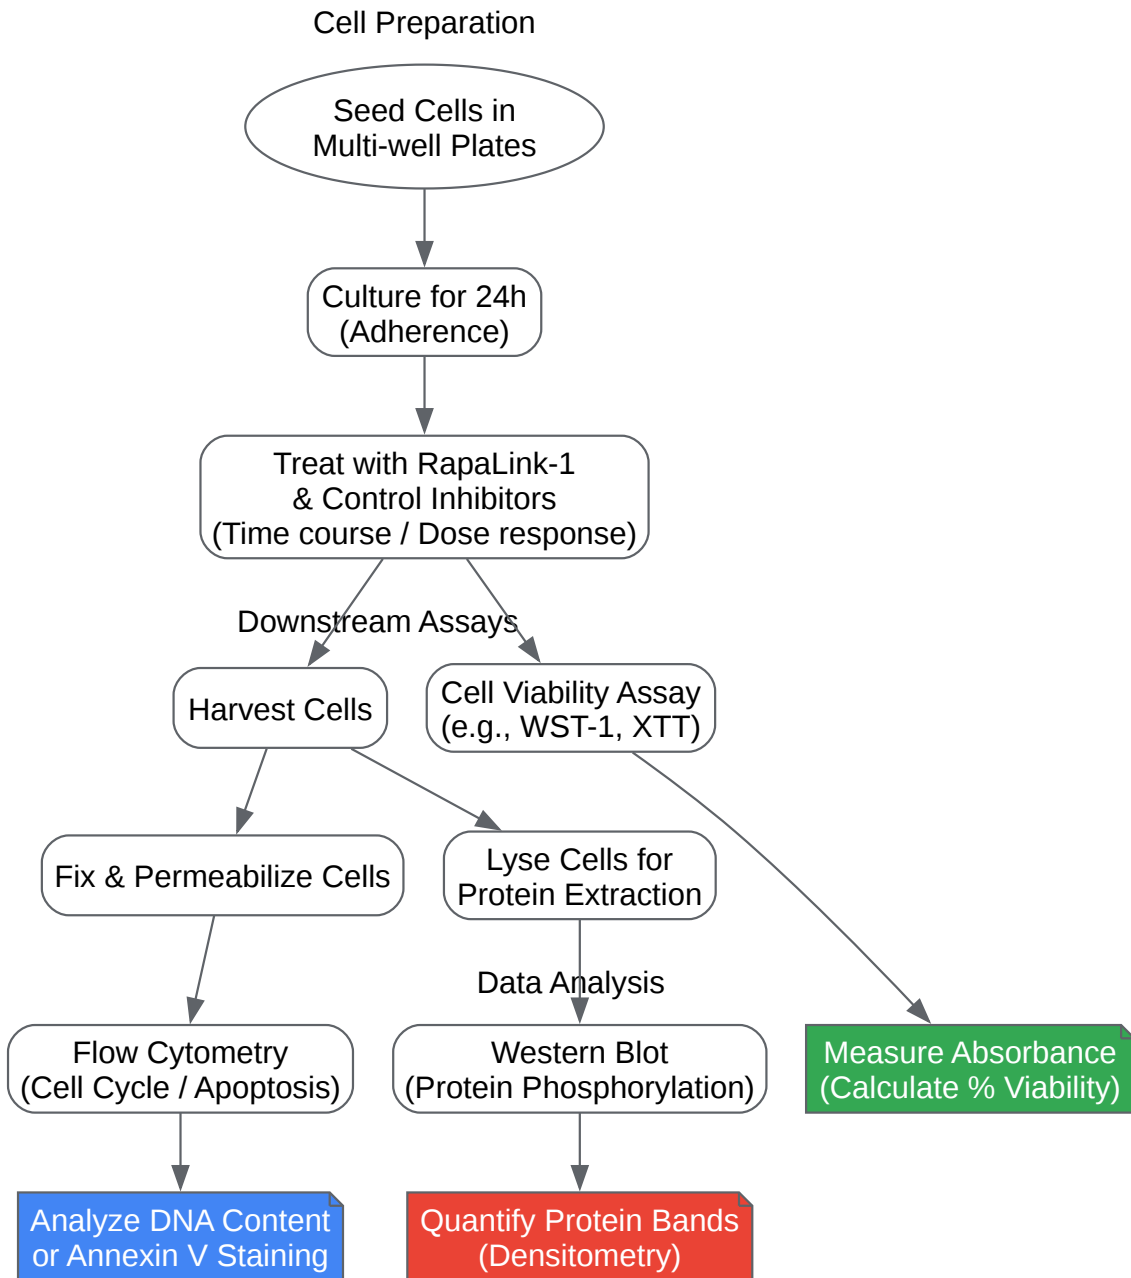 Cell Preparation
Seed Cells in
Multi-well Plates
Culture for 24h
(Adherence)
Treat with RapaLink-1
& Control Inhibitors
(Time course / Dose response)
Downstream Assays
Harvest Cells
Cell Viability Assay
(e.g., WST-1, XTT)
Fix & Permeabilize Cells
Lyse Cells for
Protein Extraction
Data Analysis
Flow Cytometry
(Cell Cycle / Apoptosis)
Western Blot
(Protein Phosphorylation)
Measure Absorbance
(Calculate % Viability)
Analyze DNA Content
or Annexin V Staining
Quantify Protein Bands
(Densitometry)